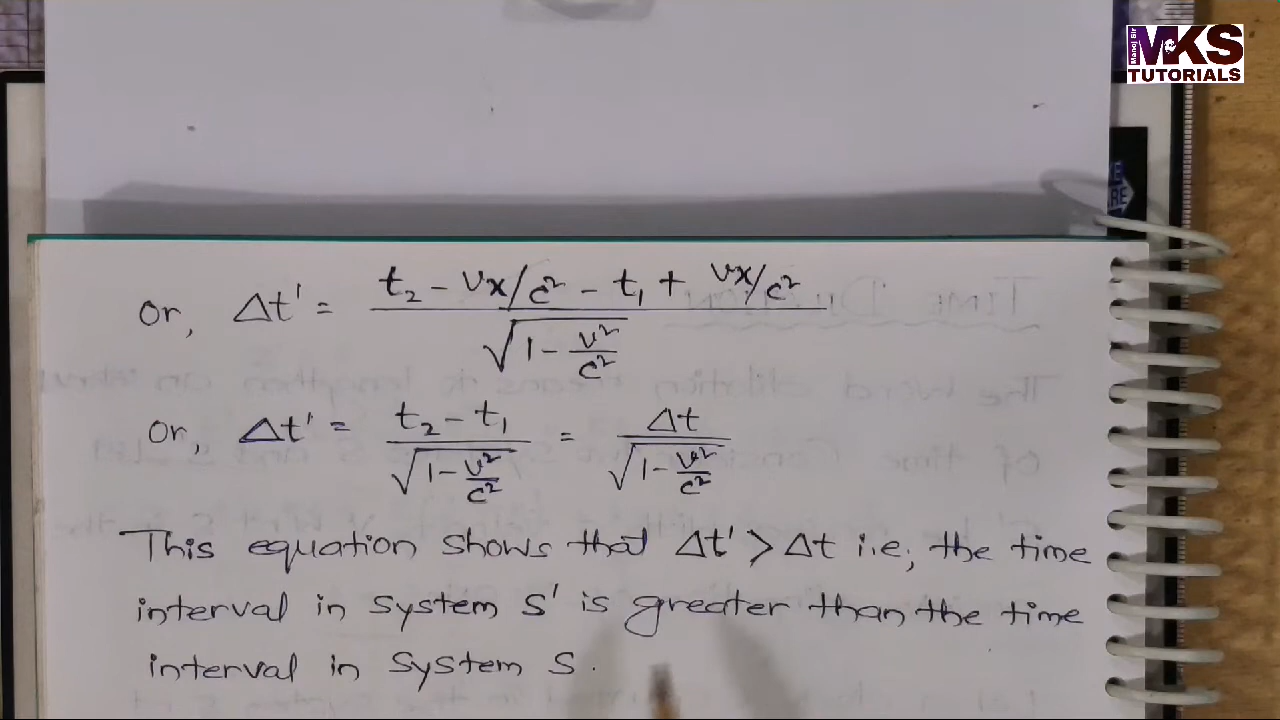 Manoj Sir
MKS
TUTORIALS
Or, Δt' = (t₂ - vx/c² - t₁ + vx/c²) / √(1 - v²/c²)
Or, Δt' = (t₂ - t₁) / √(1 - v²/c²) = Δt / √(1 - v²/c²)
This equation shows that Δt' > Δt i.e; the time
interval in system S' is greater than the time
interval in system S.